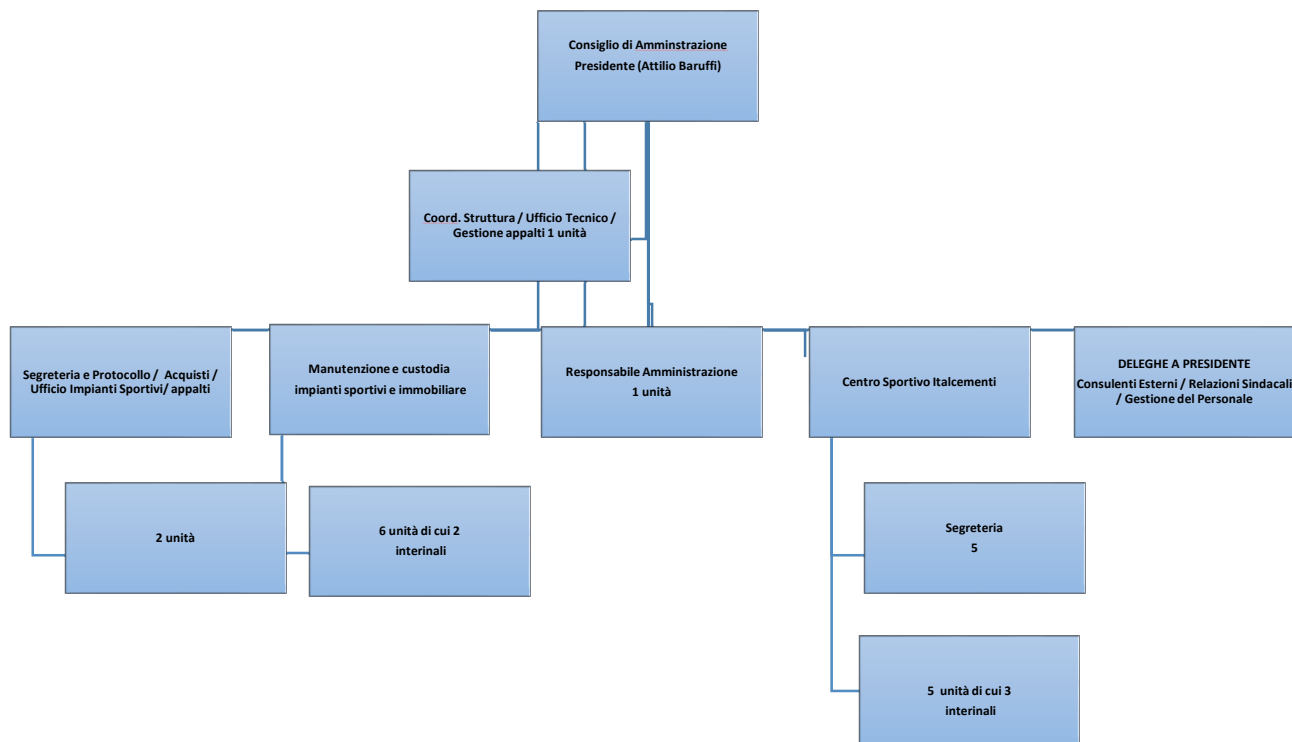 Consiglio di Amminstrazione
Presidente (Attilio Baruffi)
Coord. Struttura / Ufficio Tecnico /
Gestione appalti 1 unità
Segreteria e Protocollo / Acquisti /
Ufficio Impianti Sportivi/ appalti
Manutenzione e custodia
impianti sportivi e immobiliare
Responsabile Amministrazione
1 unità
Centro Sportivo Italcementi
DELEGHE A PRESIDENTE
Consulenti Esterni / Relazioni Sindacali
/ Gestione del Personale
2 unità
6 unità di cui 2
interinali
Segreteria
5
5 unità di cui 3
interinali